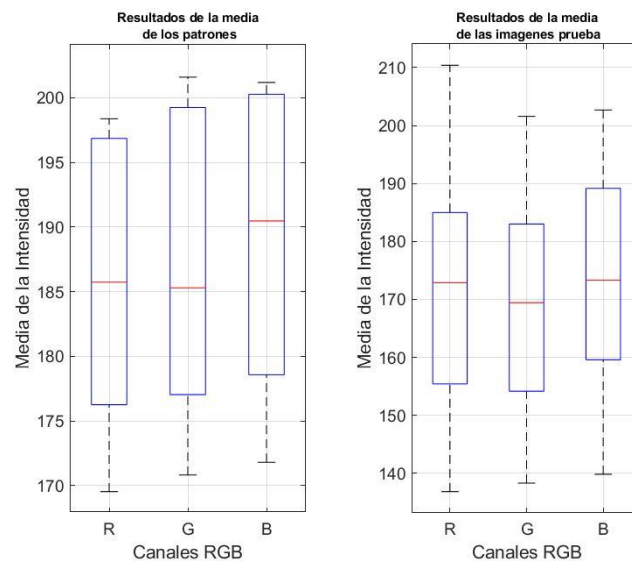 Resultados de la media
de los patrones
200
195
190
185
180
175
170
Media de la Intensidad
R G B
Canales RGB
Resultados de la media
de las imagenes prueba
210
200
190
180
170
160
150
140
Media de la Intensidad
R G B
Canales RGB